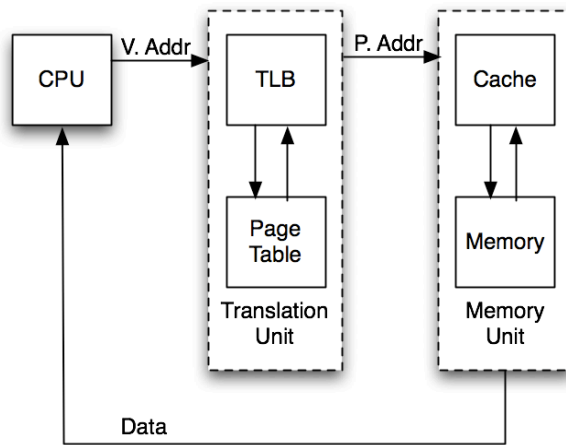 V. Addr
P. Addr
CPU
TLB
Cache
Page
Table
Memory
Translation
Unit
Memory
Unit
Data